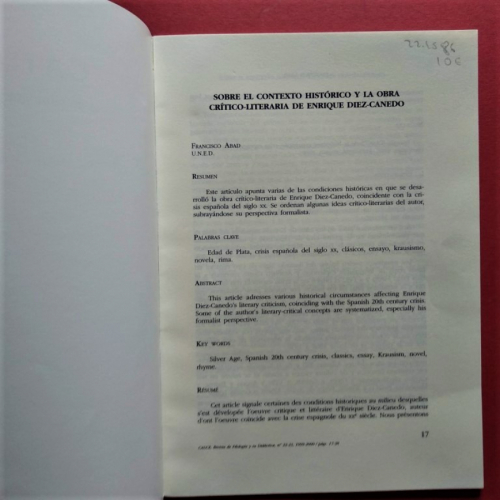 10 €
SOBRE EL CONTEXTO HISTÓRICO Y LA OBRA
CRÍTICO-LITERARIA DE ENRIQUE DIEZ-CANEDO
FRANCISCO ABAD
U.N.E.D.
RESUMEN
Este artículo apunta varias de las condiciones históricas en que se desa-
rrolló la obra crítico-literaria de Enrique Diez-Canedo, coincidente con la cri-
sis española del siglo XX. Se ordenan algunas ideas crítico-literarias del autor,
subrayándose su perspectiva formalista.
PALABRAS CLAVE
Edad de Plata, crisis española del siglo XX, clásicos, ensayo, krausismo,
novela, rima.
ABSTRACT
This article adresses various historical circumstances affecting Enrique
Diez-Canedo's literary criticism, coinciding with the Spanish 20th century crisis.
Some of the author's literary-critical concepts are systematized, especially his
formalist perspective.
KEY WORDS
Silver Age, Spanish 20th century crisis, classics, essay, Krausism, novel,
rhyme.
RÉSUMÉ
Cet article signale certaines des conditions historiques au milieu desquelles
s'est dévelopée l'oeuvre critique et littéraire d'Enrique Diez-Canedo, auteur
d'ont l'oeuvre coincide avec la crise espagnole du XXe siècle. Nous présentons
17